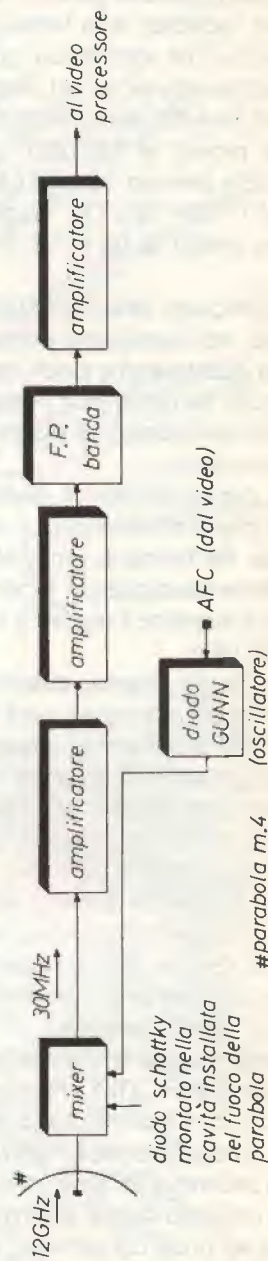 #
12GHz
mixer
30MHz
amplificatore
amplificatore
F.P.
banda
amplificatore
al video
processore
diodo schottky
montato nella
cavità installata
nel fuoco della
parabola
diodo
GUNN
AFC (dal video)
(oscillatore)
#parabola m.4